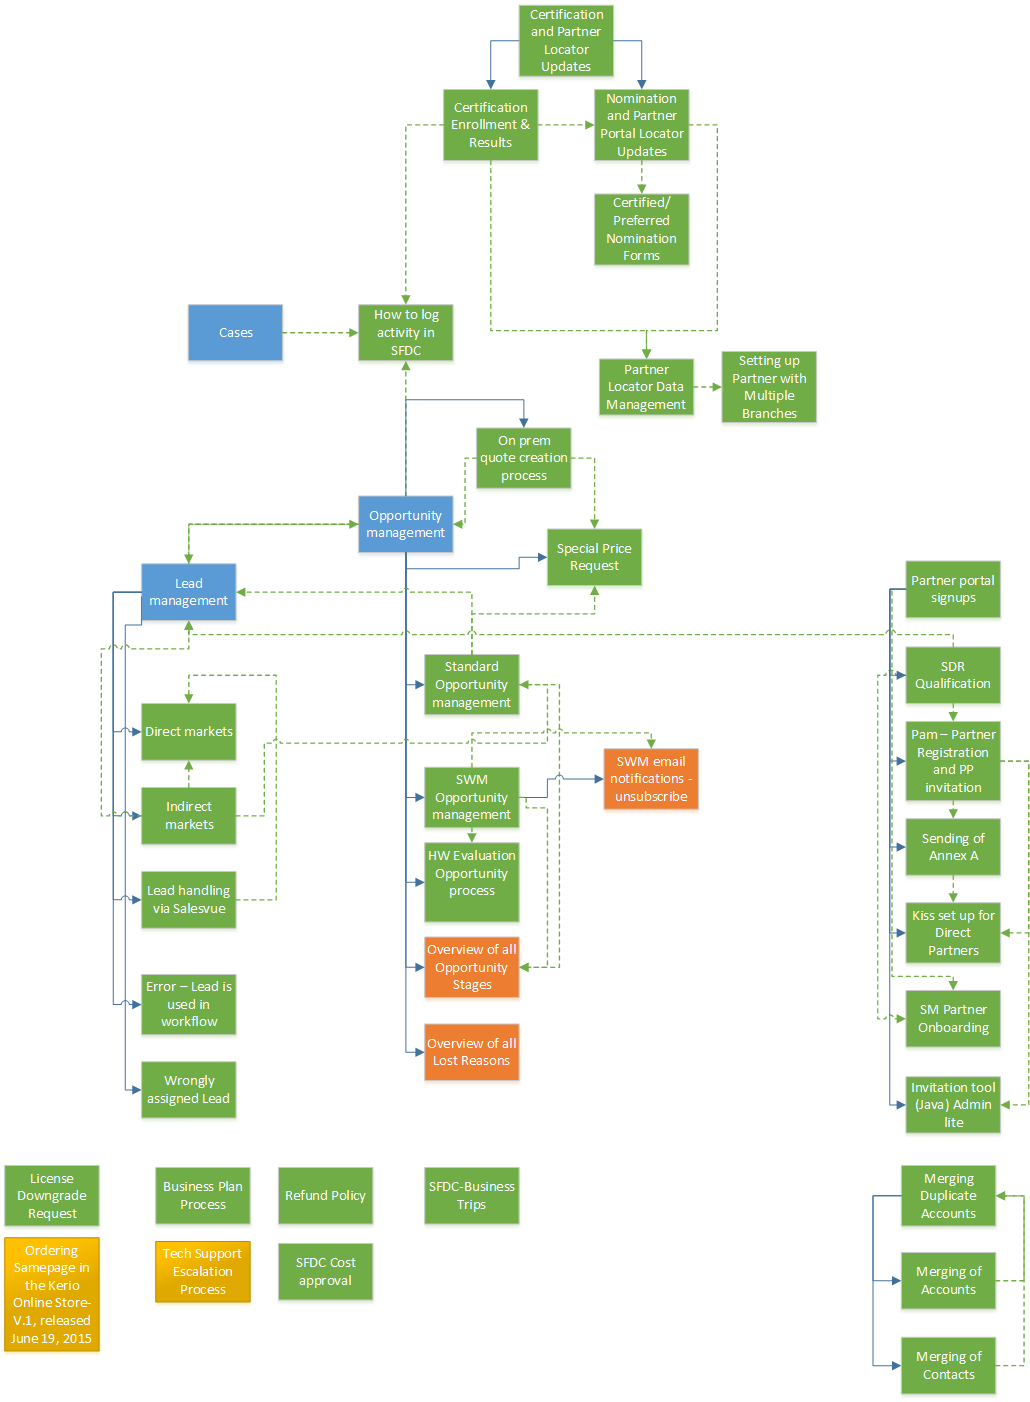 Certification
and Partner
Locator
Updates
Certification
Enrollment &
Results
Nomination
and Partner
Portal Locator
Updates
Certified/
Preferred
Nomination
Forms
Cases
How to log
activity in
SFDC
Partner
Locator Data
Management
Setting up
Partner with
Multiple
Branches
On prem
quote creation
process
Opportunity
management
Special Price
Request
Lead
management
Partner portal
signups
Standard
Opportunity
management
SDR
Qualification
Direct markets
Pam – Partner
Registration
and PP
invitation
SWM email
notifications -
unsubscribe
SWM
Opportunity
management
Indirect
markets
Sending of
Annex A
HW Evaluation
Opportunity
process
Lead handling
via Salesvue
Kiss set up for
Direct
Partners
Overview of all
Opportunity
Stages
Error – Lead is
used in
workflow
SM Partner
Onboarding
Overview of all
Lost Reasons
Wrongly
assigned Lead
Invitation tool
(Java) Admin
lite
License
Downgrade
Request
Business Plan
Process
Refund Policy
SFDC-Business
Trips
Merging
Duplicate
Accounts
Ordering
Samepage in
the Kerio
Online Store-
V.1, released
June 19, 2015
Tech Support
Escalation
Process
SFDC Cost
approval
Merging of
Accounts
Merging of
Contacts